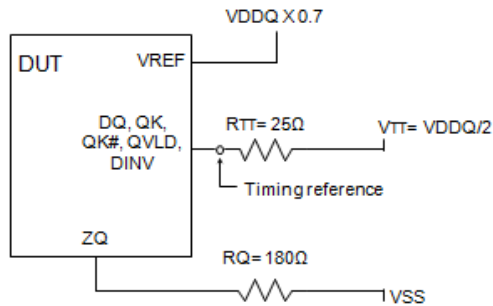 VDDQ X 0.7
DUT
VREF
DQ, QK,
QK#, QVLD,
DINV
RTT= 25Ω
VTT= VDDQ/2
Timing reference
ZQ
RQ= 180Ω
VSS